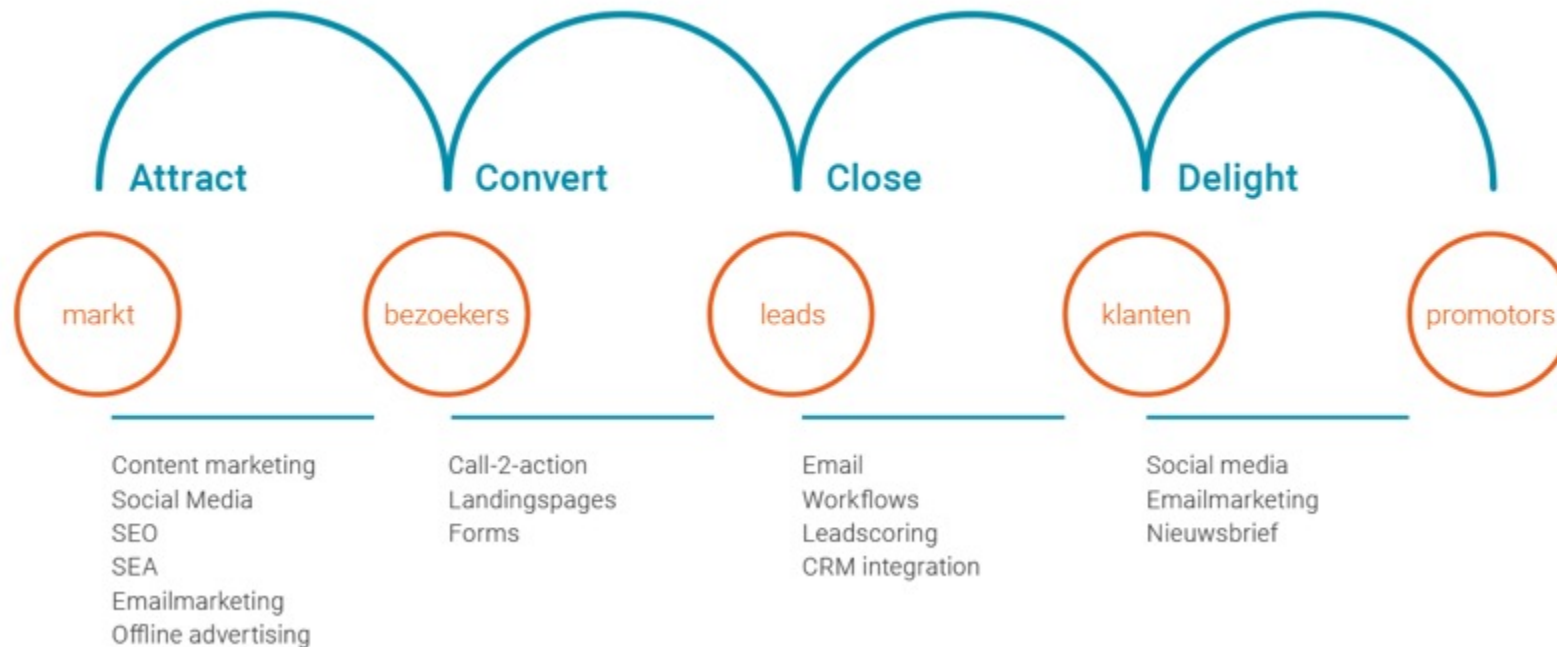 Attract
Convert
Close
Delight
markt
bezoekers
leads
klanten
promotors
Content marketing
Social Media
SEO
SEA
Emailmarketing
Offline advertising
Call-2-action
Landingspages
Forms
Email
Workflows
Leadscoring
CRM integration
Social media
Emailmarketing
Nieuwsbrief